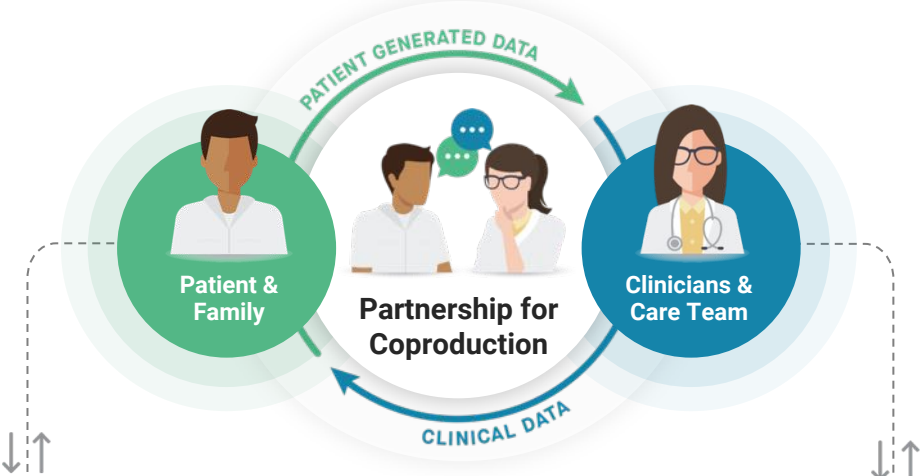 PATIENT GENERATED DATA
Patient &
Family
Partnership for
Coproduction
Clinicians &
Care Team
CLINICAL DATA